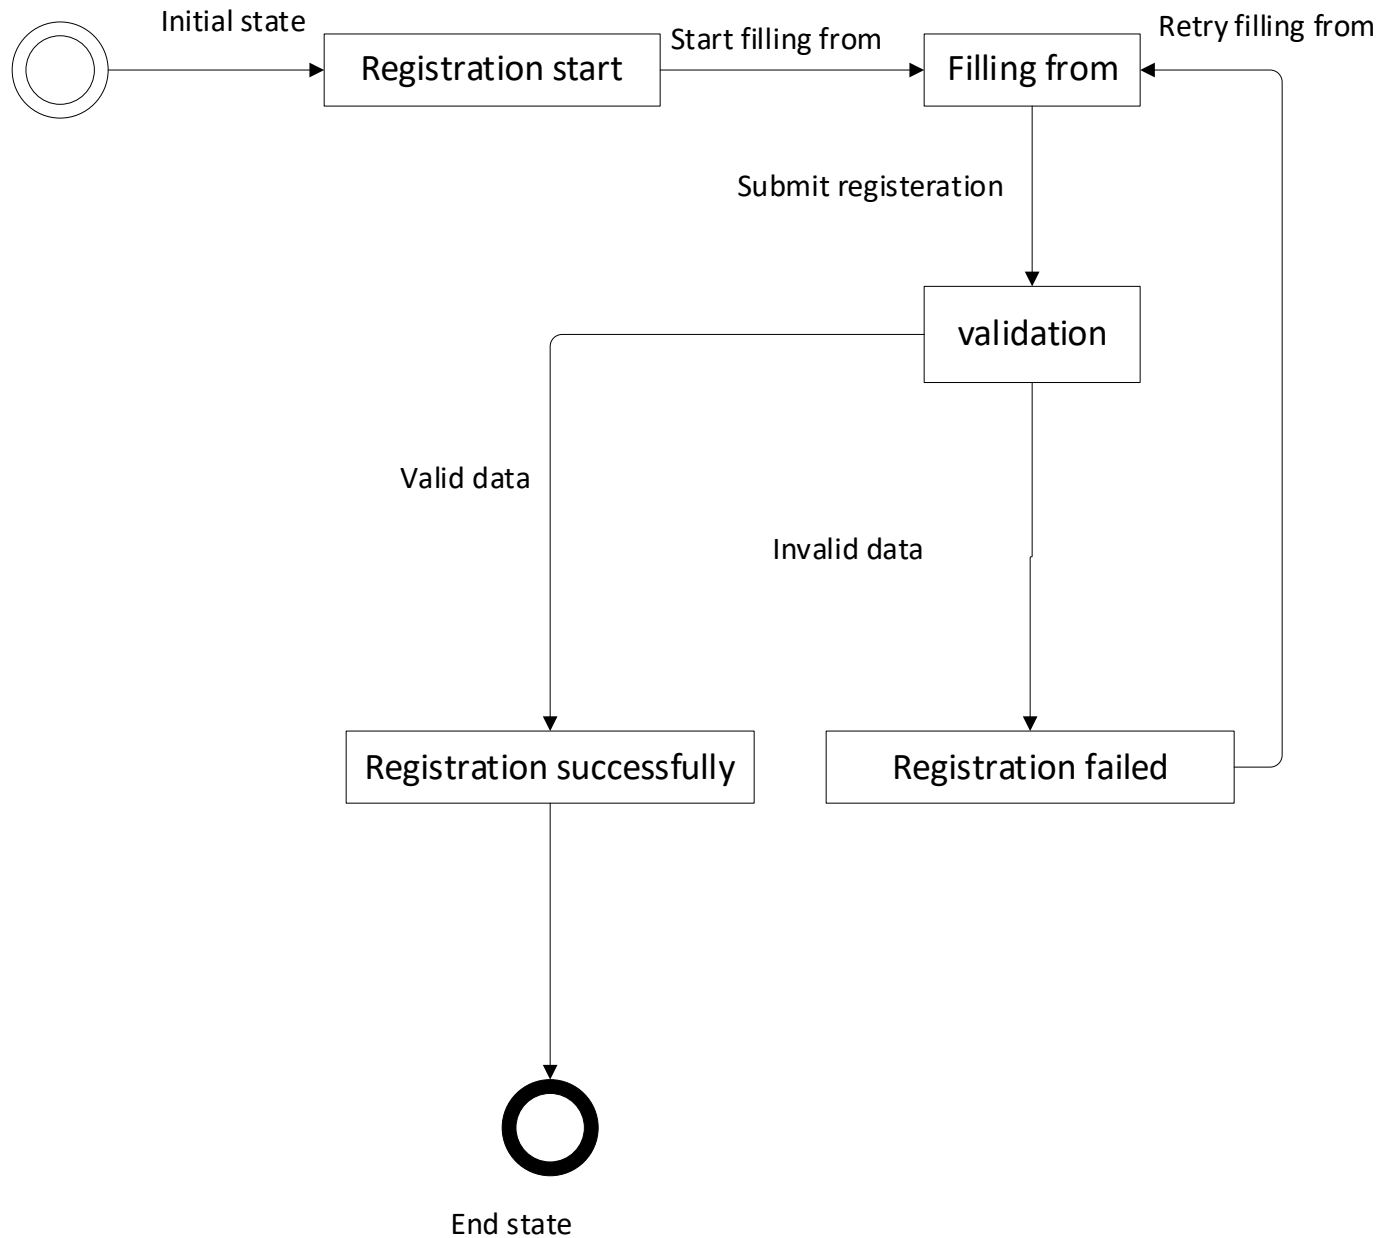 Initial state
Registration start
Start filling from
Filling from
Retry filling from
Submit registeration
validation
Valid data
Invalid data
Registration successfully
Registration failed
End state